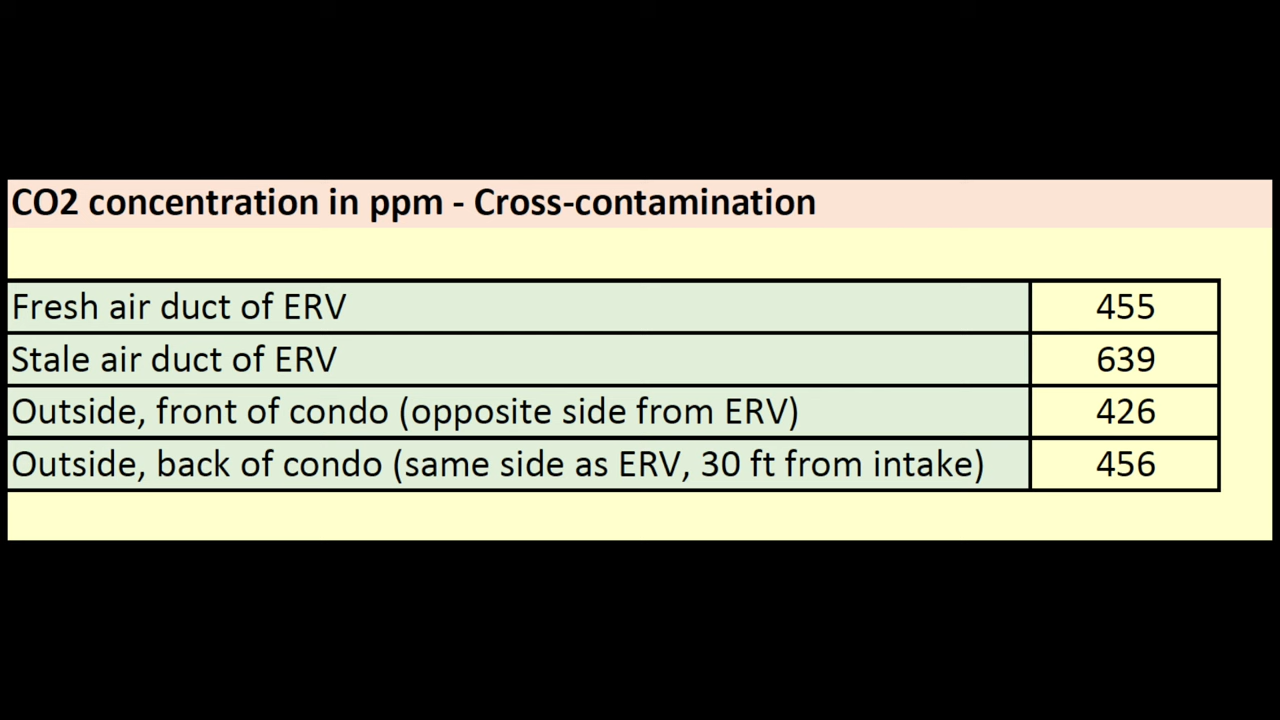 CO2 concentration in ppm - Cross-contamination
Fresh air duct of ERV 455
Stale air duct of ERV 639
Outside, front of condo (opposite side from ERV) 426
Outside, back of condo (same side as ERV, 30 ft from intake) 456